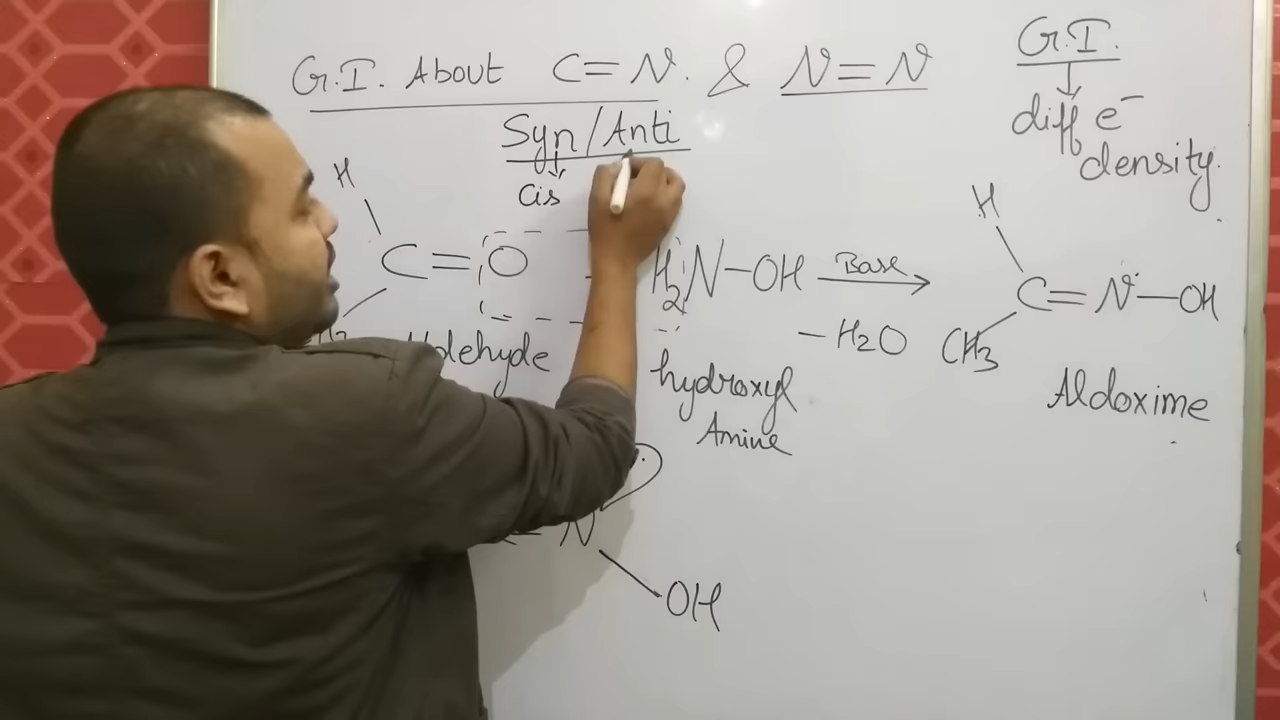 G.I. About C=N. & N=N
G.I.
Syn/Anti
diff e⁻
density.
Cis
H
H
C=O
H₂N-OH
Base
-H₂O
C=N-OH
CH₃
hydroxyl
Amine
Aldoxime
N
OH